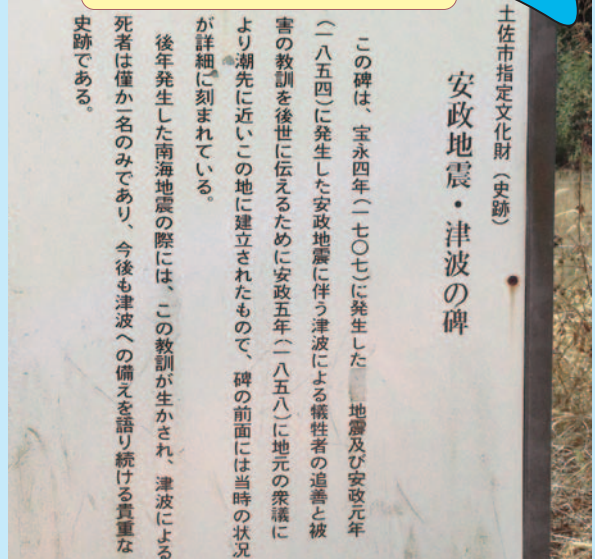 土佐市指定文化財（史跡）
安政地震・津波の碑
この碑は、宝永四年（一七〇七）に発生した 地震及び安政元年
（一八五四）に発生した安政地震に伴う津波による犠牲者の追善と被
害の教訓を後世に伝えるために安政五年（一八五八）に地元の衆議に
より潮先に近いこの地に建立されたもので、碑の前面には当時の状況
が詳細に刻まれている。
後年発生した南海地震の際には、この教訓が生かされ、津波による
死者は僅か一名のみであり、今後も津波への備えを語り続ける貴重な
史跡である。